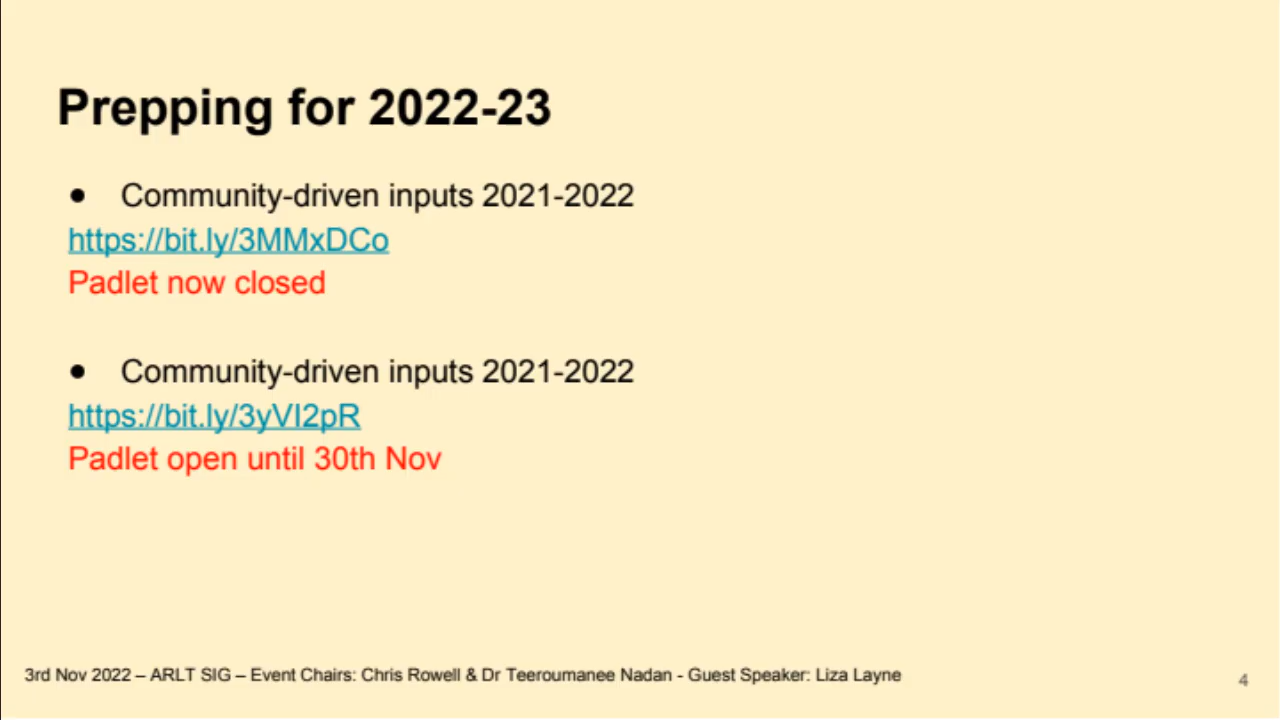 Prepping for 2022-23
● Community-driven inputs 2021-2022
https://bit.ly/3MMxDCo
Padlet now closed
● Community-driven inputs 2021-2022
https://bit.ly/3yVI2pR
Padlet open until 30th Nov
3rd Nov 2022 – ARLT SIG – Event Chairs: Chris Rowell & Dr Teeroumanee Nadan - Guest Speaker: Liza Layne
4